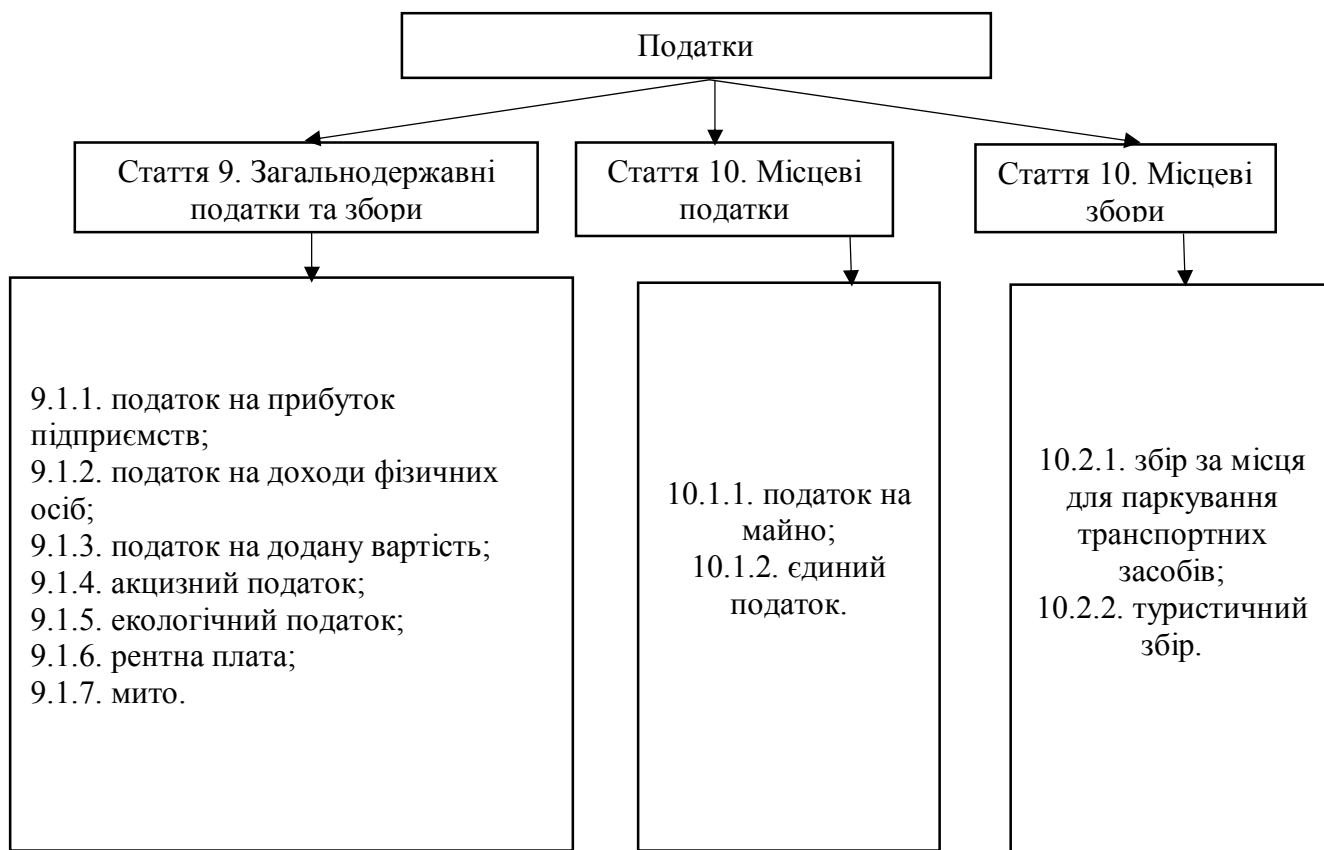 Податки
Стаття 9. Загальнодержавні
податки та збори
Стаття 10. Місцеві
податки
Стаття 10. Місцеві
збори
9.1.1. податок на прибуток
підприємств;
9.1.2. податок на доходи фізичних
осіб;
9.1.3. податок на додану вартість;
9.1.4. акцизний податок;
9.1.5. екологічний податок;
9.1.6. рентна плата;
9.1.7. мито.
10.1.1. податок на
майно;
10.1.2. єдиний
податок.
10.2.1. збір за місця
для паркування
транспортних
засобів;
10.2.2. туристичний
збір.